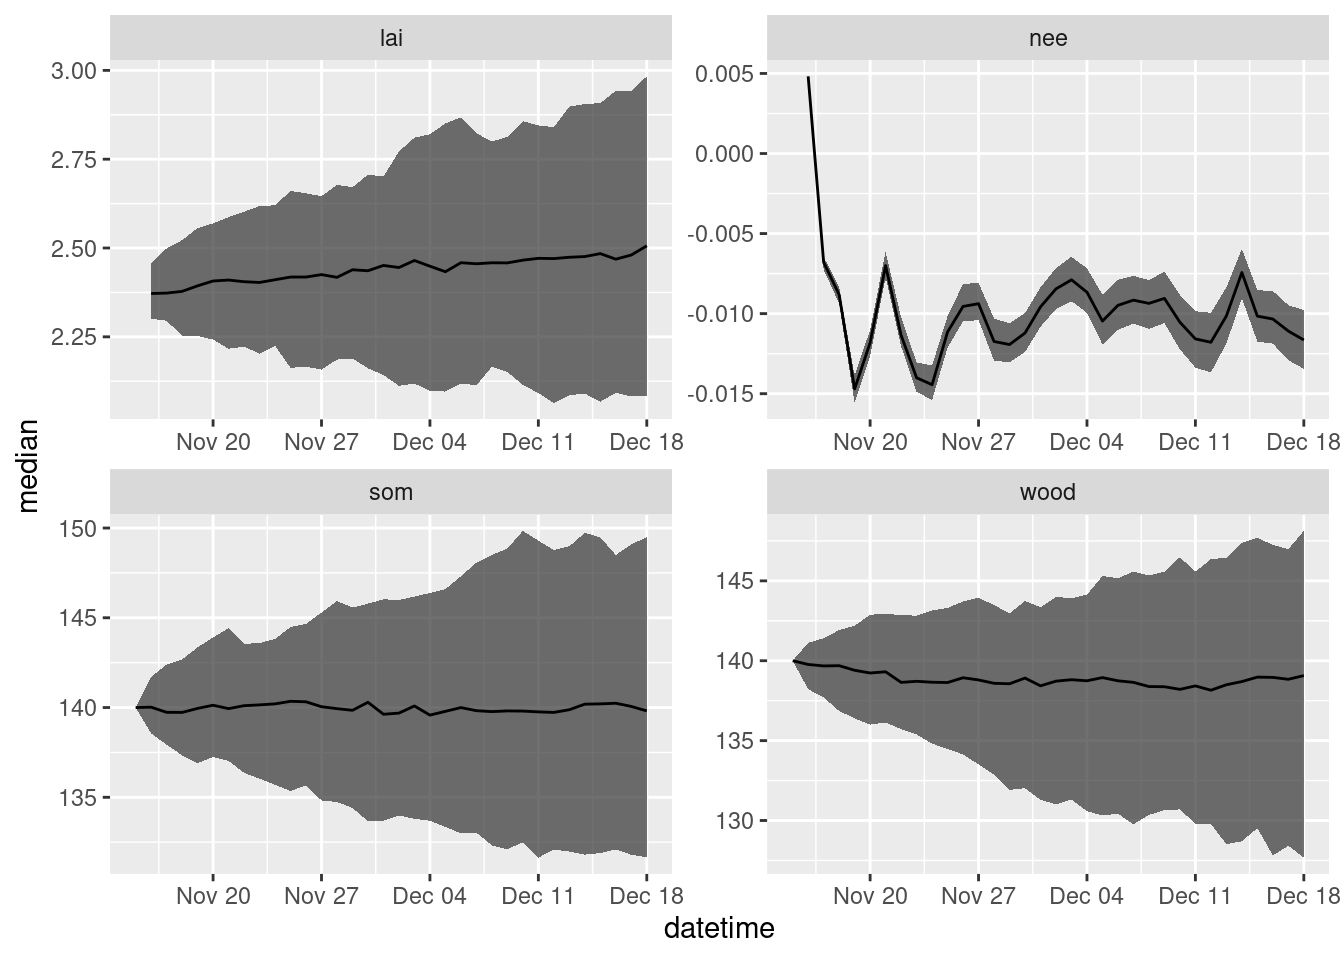 lai
3.00
2.75
2.50
2.25
Nov 20 Nov 27 Dec 04 Dec 11 Dec 18
nee
0.005
0.000
-0.005
-0.010
-0.015
Nov 20 Nov 27 Dec 04 Dec 11 Dec 18
median
som
150
145
140
135
Nov 20 Nov 27 Dec 04 Dec 11 Dec 18
wood
145
140
135
130
Nov 20 Nov 27 Dec 04 Dec 11 Dec 18
datetime